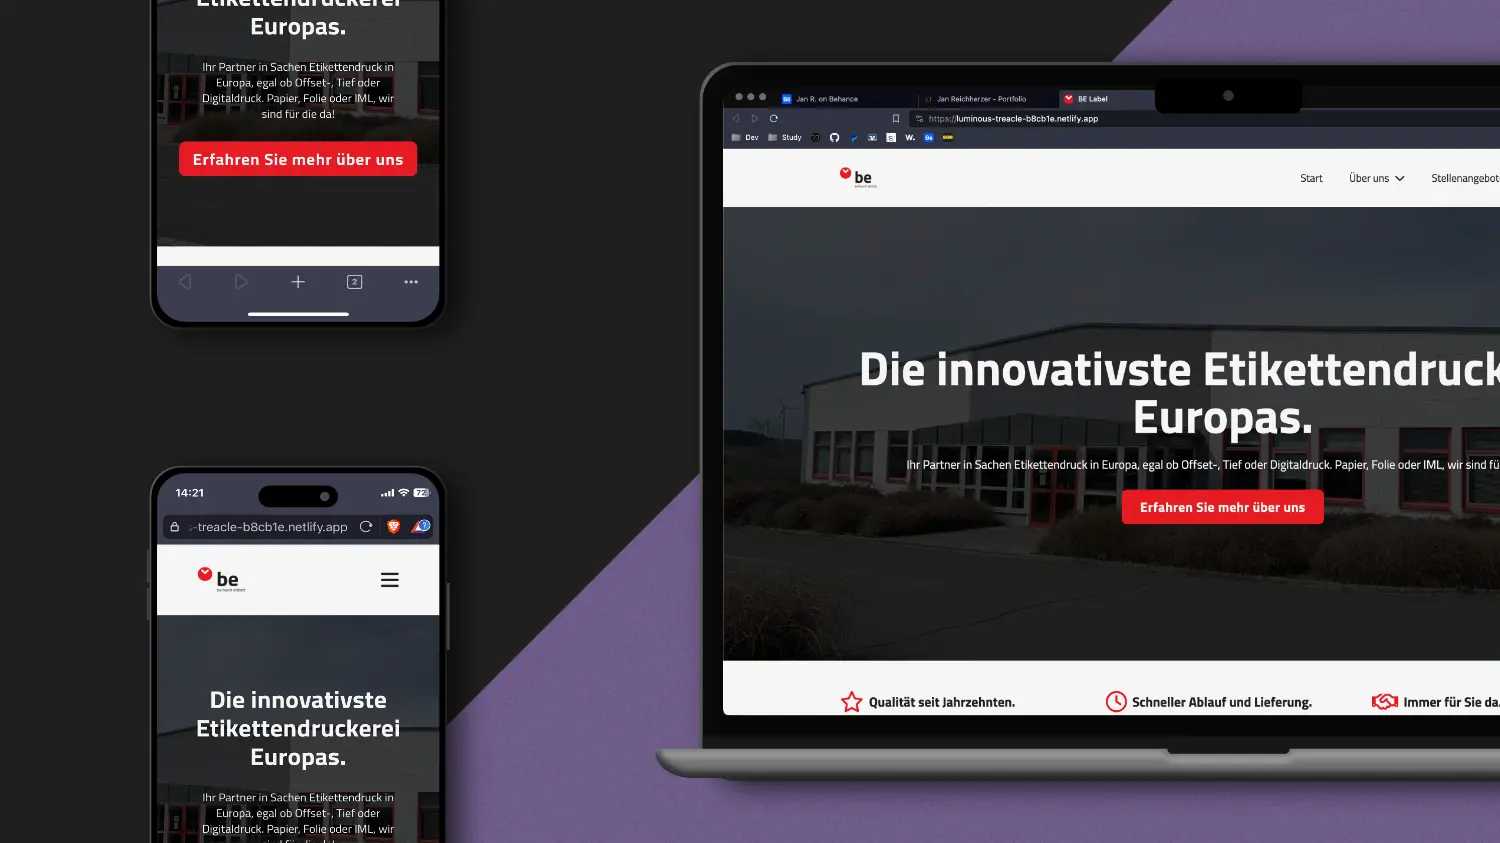 Etikettendruckerei
Europas.
Ihr Partner in Sachen Etikettendruck in
Europa, egal ob Offset-, Tief oder
Digitaldruck. Papier, Folie oder IML, wir
sind für die da!
Erfahren Sie mehr über uns
2
14:21
72
-treacle-b8cb1e.netlify.app
be
Die innovativste
Etikettendruckerei
Europas.
Ihr Partner in Sachen Etikettendruck in
Europa, egal ob Offset-, Tief oder
Digitaldruck. Papier, Folie oder IML, wir
Bē Jan R. on Behance
Jan Reichherzer - Portfolio
BE Label
https://luminous-treacle-b8cb1e.netlify.app
Dev
Study
W.
Bē
be
Start
Über uns
Stellenangebot
Die innovativste Etikettendruck
Europas.
Ihr Partner in Sachen Etikettendruck in Europa, egal ob Offset-, Tief oder Digitaldruck. Papier, Folie oder IML, wir sind fü
Erfahren Sie mehr über uns
Qualität seit Jahrzehnten.
Schneller Ablauf und Lieferung.
Immer für Sie da.